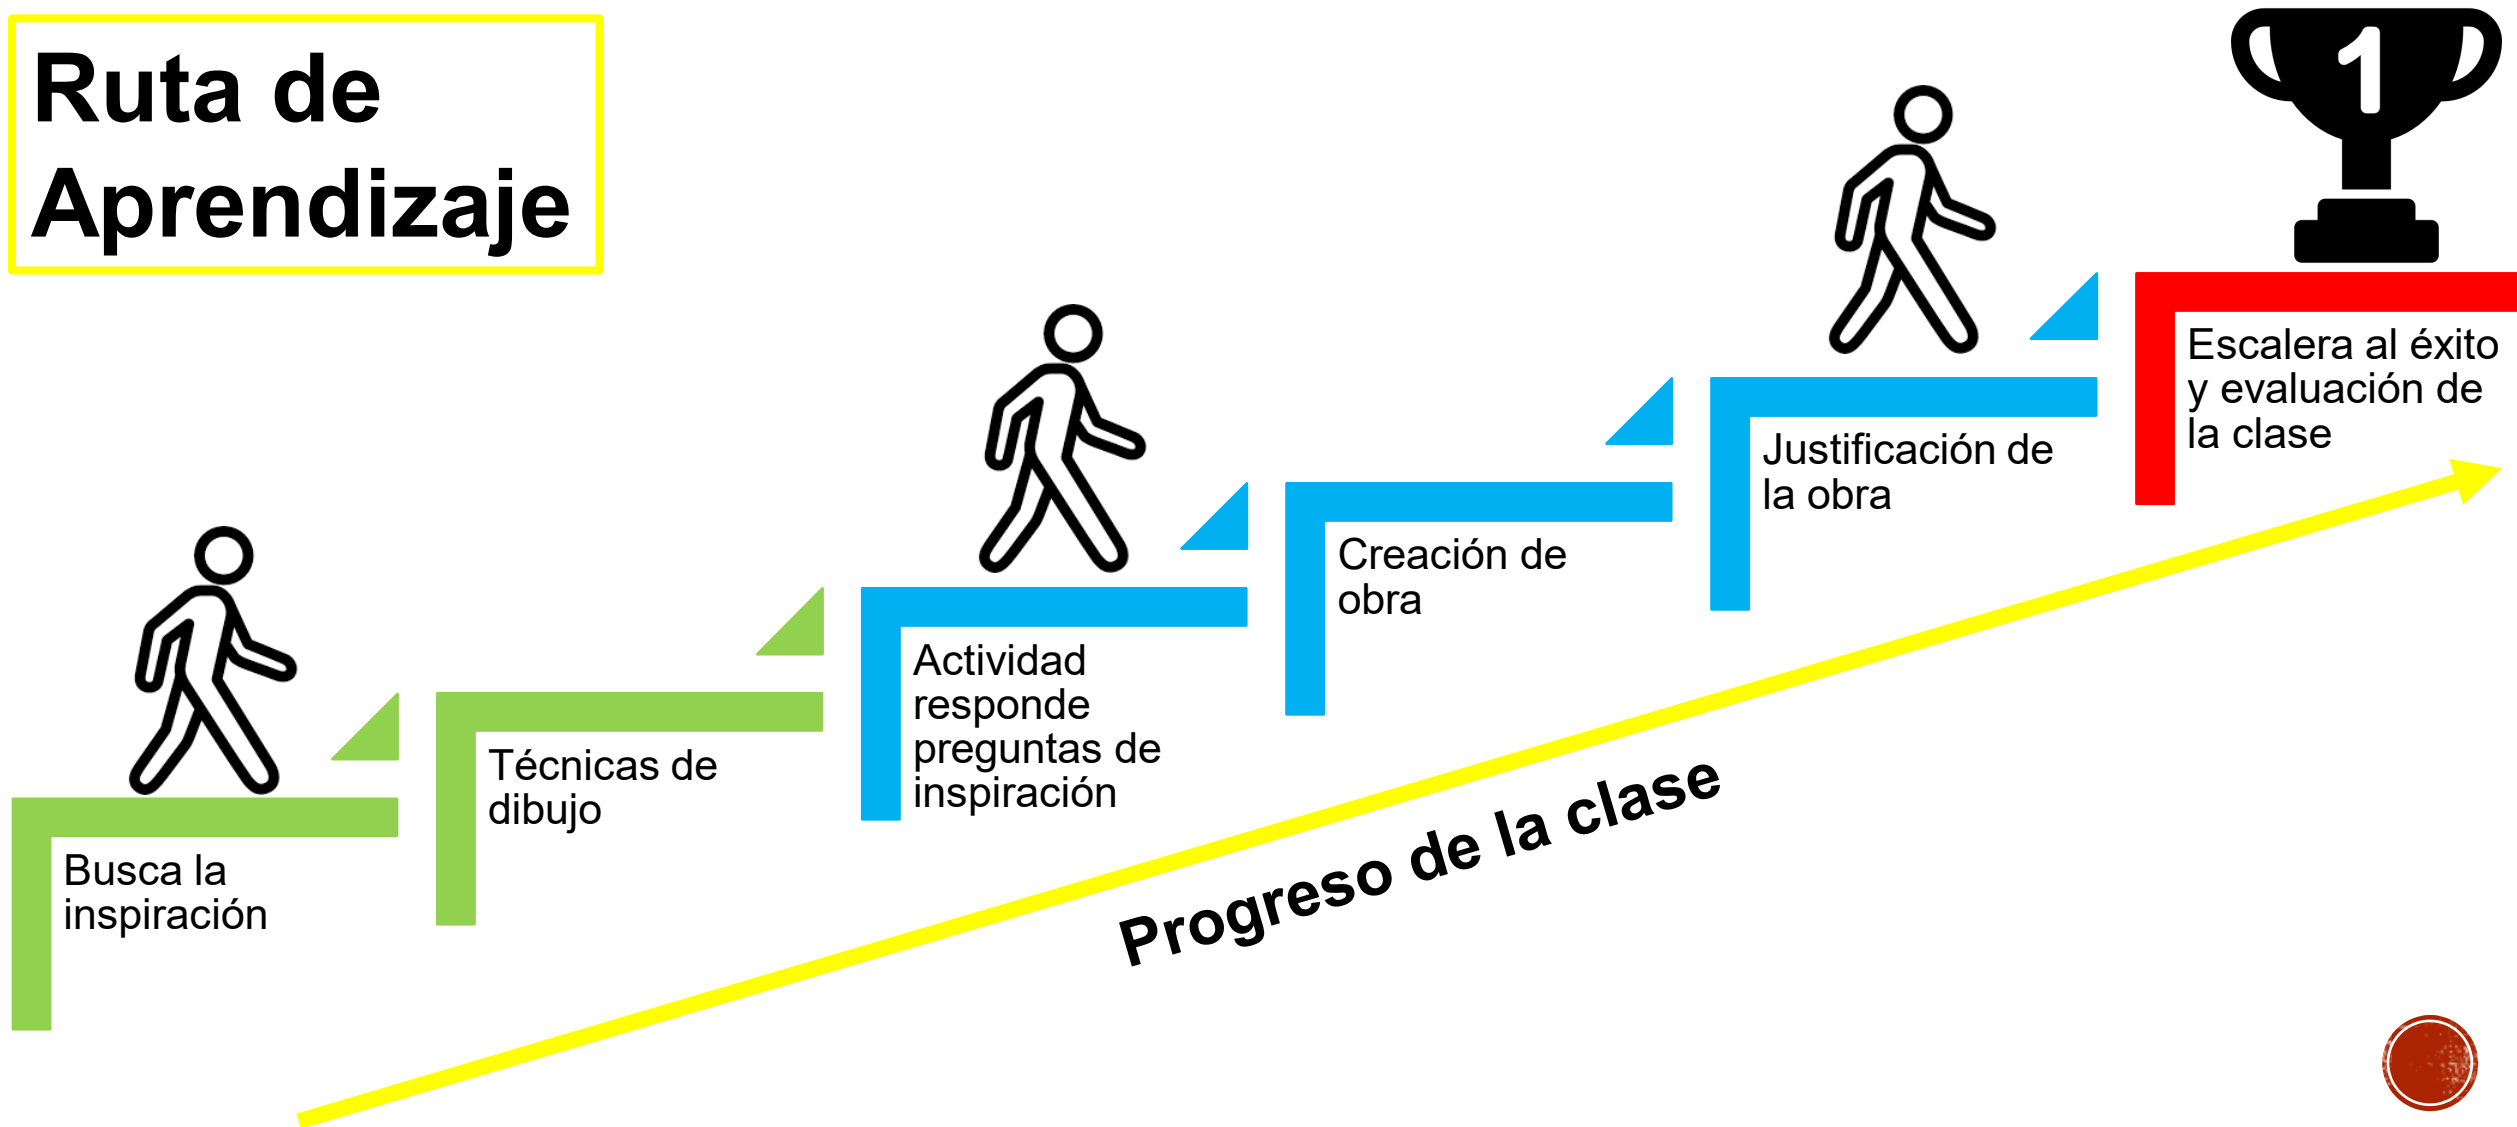 Ruta de
Aprendizaje
1
Busca la
inspiración
Técnicas de
dibujo
Actividad
responde
preguntas de
inspiración
Creación de
obra
Justificación de
la obra
Escalera al éxito
y evaluación de
la clase
Progreso de la clase